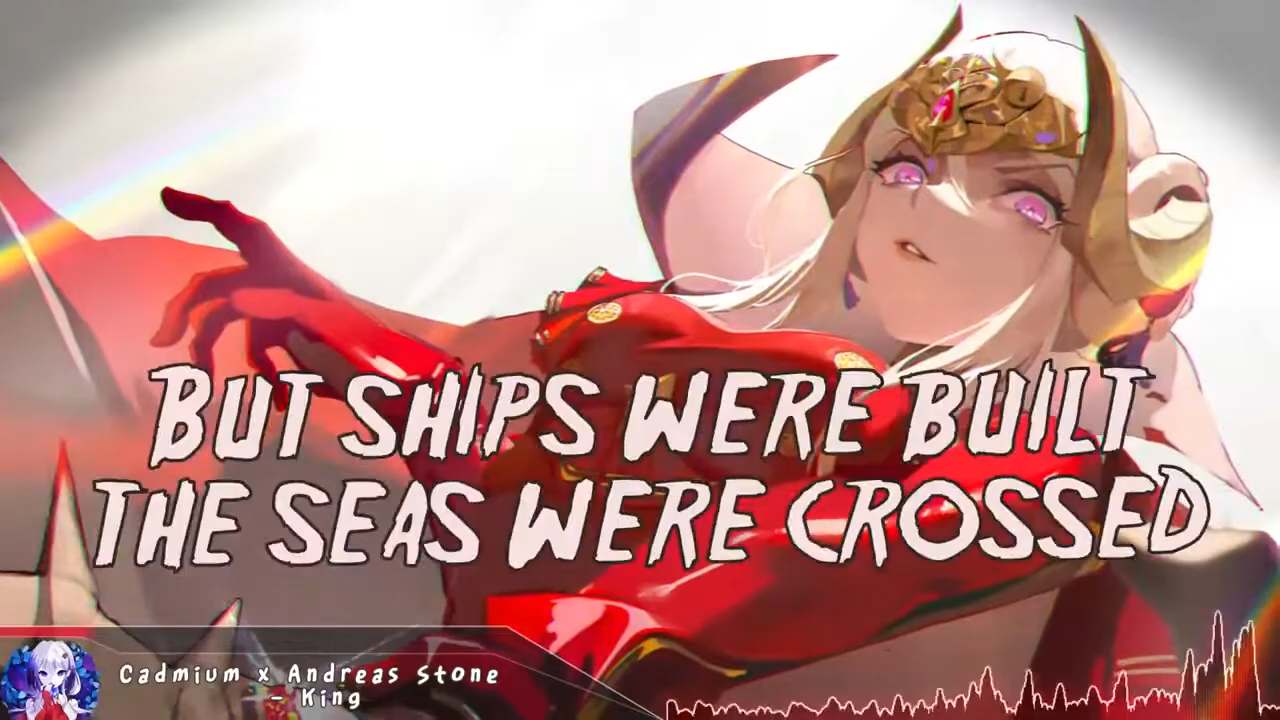 BUT SHIPS WERE BUILT
THE SEAS WERE CROSSED
Cadmium x Andreas Stone
- King